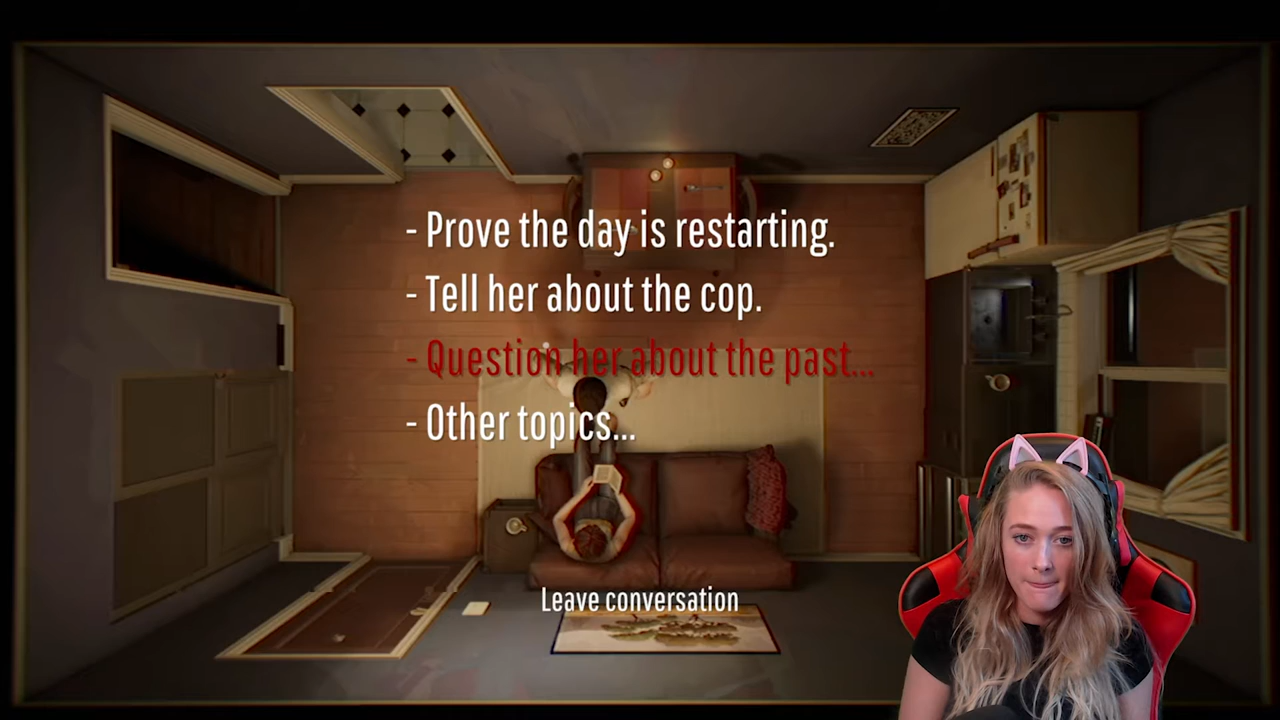 - Prove the day is restarting.
- Tell her about the cop.
- Question her about the past...
- Other topics...
Leave conversation